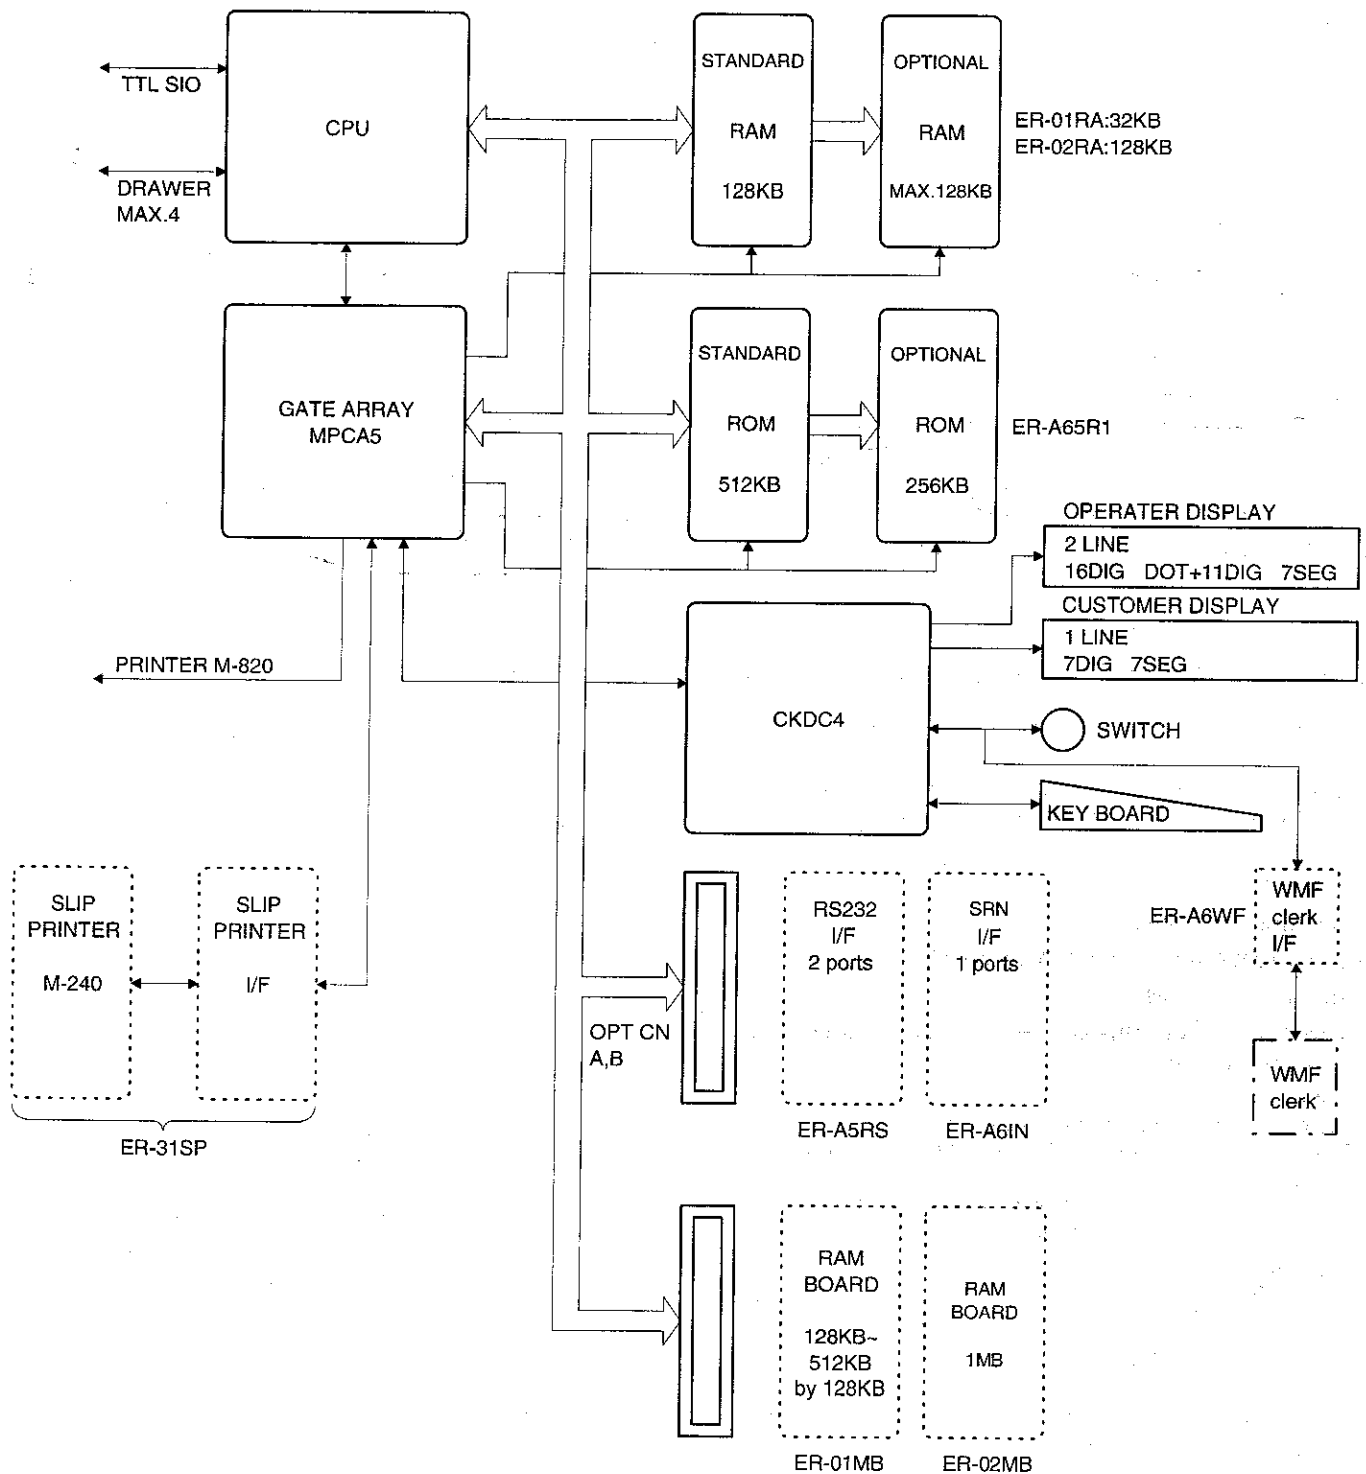 TTL SIO
DRAWER
MAX.4
CPU
STANDARD
RAM
128KB
OPTIONAL
RAM
MAX.128KB
ER-01RA:32KB
ER-02RA:128KB
GATE ARRAY
MPCA5
STANDARD
ROM
512KB
OPTIONAL
ROM
256KB
ER-A65R1
OPERATER DISPLAY
2 LINE
16DIG DOT+11DIG 7SEG
CUSTOMER DISPLAY
1 LINE
7DIG 7SEG
PRINTER M-820
CKDC4
SWITCH
KEY BOARD
SLIP
PRINTER
M-240
SLIP
PRINTER
I/F
ER-31SP
OPT CN
A,B
RS232
I/F
2 ports
ER-A5RS
SRN
I/F
1 ports
ER-A6IN
ER-A6WF
WMF
clerk
I/F
WMF
clerk
RAM
BOARD
128KB~
512KB
by 128KB
ER-01MB
RAM
BOARD
1MB
ER-02MB